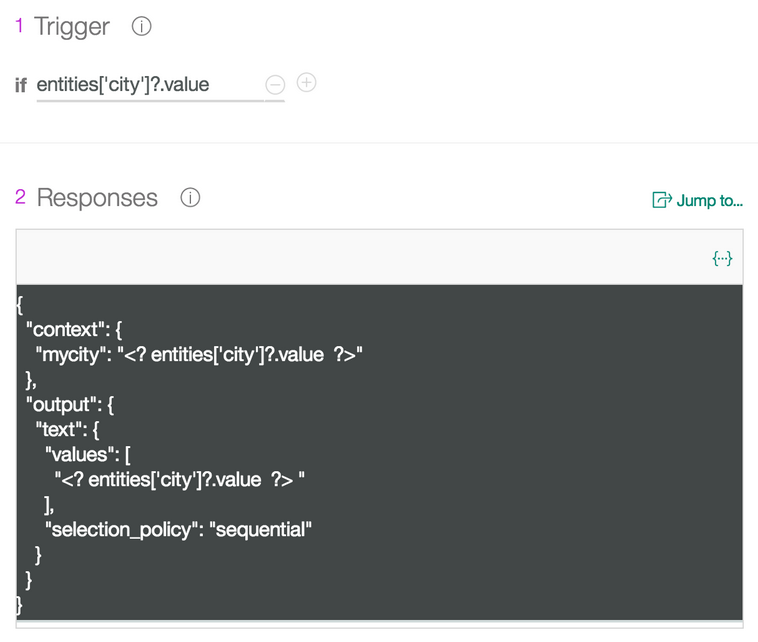 1 Trigger
if entities['city']?.value
2 Responses
Jump to...
{
"context": {
"mycity": "<? entities['city']?.value  ?>"
},
"output": {
"text": {
"values": [
"<? entities['city']?.value  ?> "
],
"selection_policy": "sequential"
}
}
}